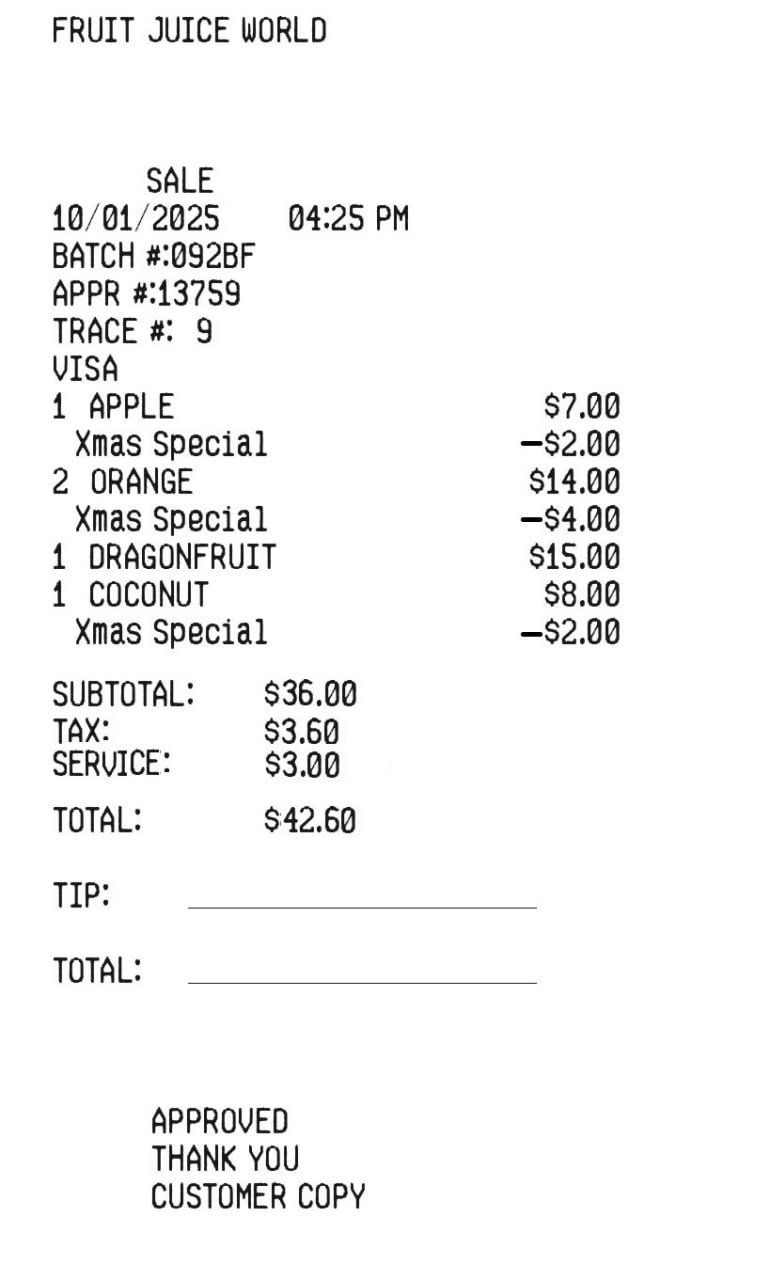 FRUIT JUICE WORLD
SALE
10/01/2025 04:25 PM
BATCH #:092BF
APPR #:13759
TRACE #: 9
VISA
1 APPLE $7.00
Xmas Special –$2.00
2 ORANGE $14.00
Xmas Special –$4.00
1 DRAGONFRUIT $15.00
1 COCONUT $8.00
Xmas Special –$2.00
SUBTOTAL: $36.00
TAX: $3.60
SERVICE: $3.00
TOTAL: $42.60
TIP:
TOTAL:
APPROVED
THANK YOU
CUSTOMER COPY